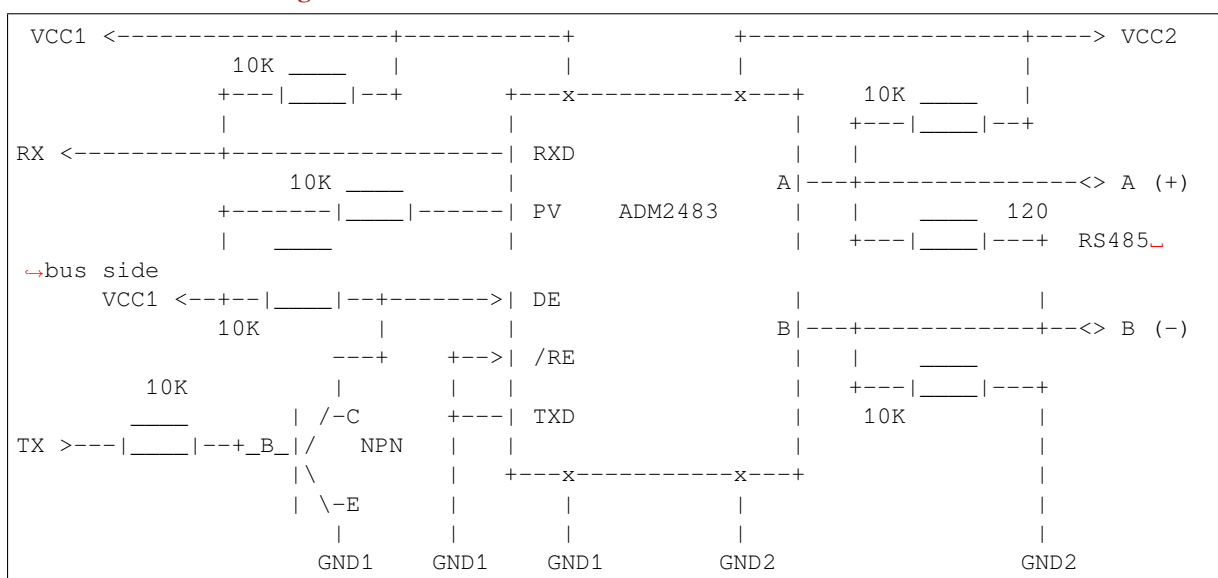 VCC1 <-------------------+-----------+           +-------------------+----> VCC2
10K ____     |           |           |                   |
+---|____|--+       +---x-----------x---+    10K ____   |
|                   |                   |   +---|____|--+
RX <----------+-------------------| RXD             |   |
10K ____       |                 A|---+---------------<> A (+)
+-------|____|------| PV     ADM2483    |   |    ____  120
|   ____            |                   |   +---|____|---+  RS485␣
↪bus side
VCC1 <--+--|____|--+------->| DE                |            |
10K        |        |                 B|---+------------+--<> B (-)
---+    +-->| /RE               |   |    ____
10K          |       |   |                   |   +---|____|---+
____       | /-C     +---| TXD               |    10K     |
TX >---|____|--+_B_|/   NPN   |   |                   |            |
|\         |   +---x-----------x---+            |
| \-E      |       |           |                |
|       |       |           |                |
GND1    GND1    GND1        GND2             GND2